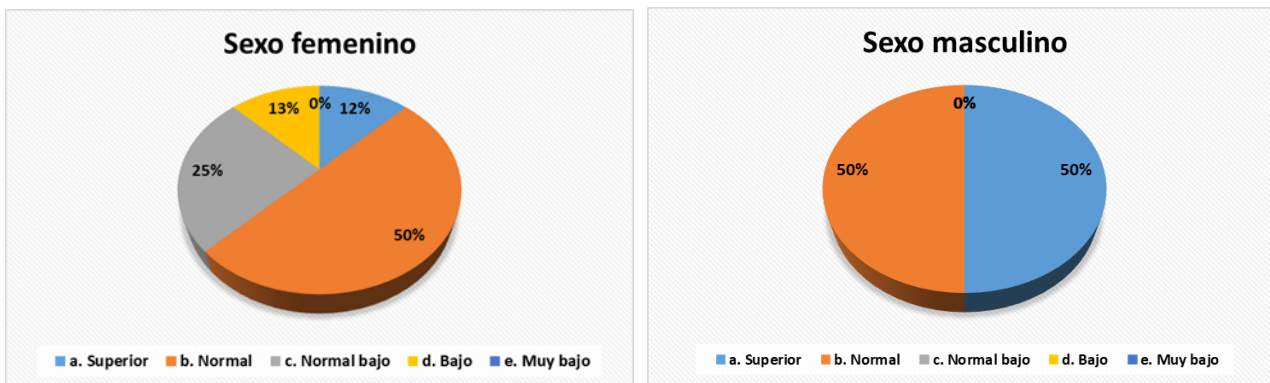 Sexo femenino
13%
0%
12%
25%
50%
a. Superior b. Normal c. Normal bajo d. Bajo e. Muy bajo
Sexo masculino
0%
50%
50%
a. Superior b. Normal c. Normal bajo d. Bajo e. Muy bajo